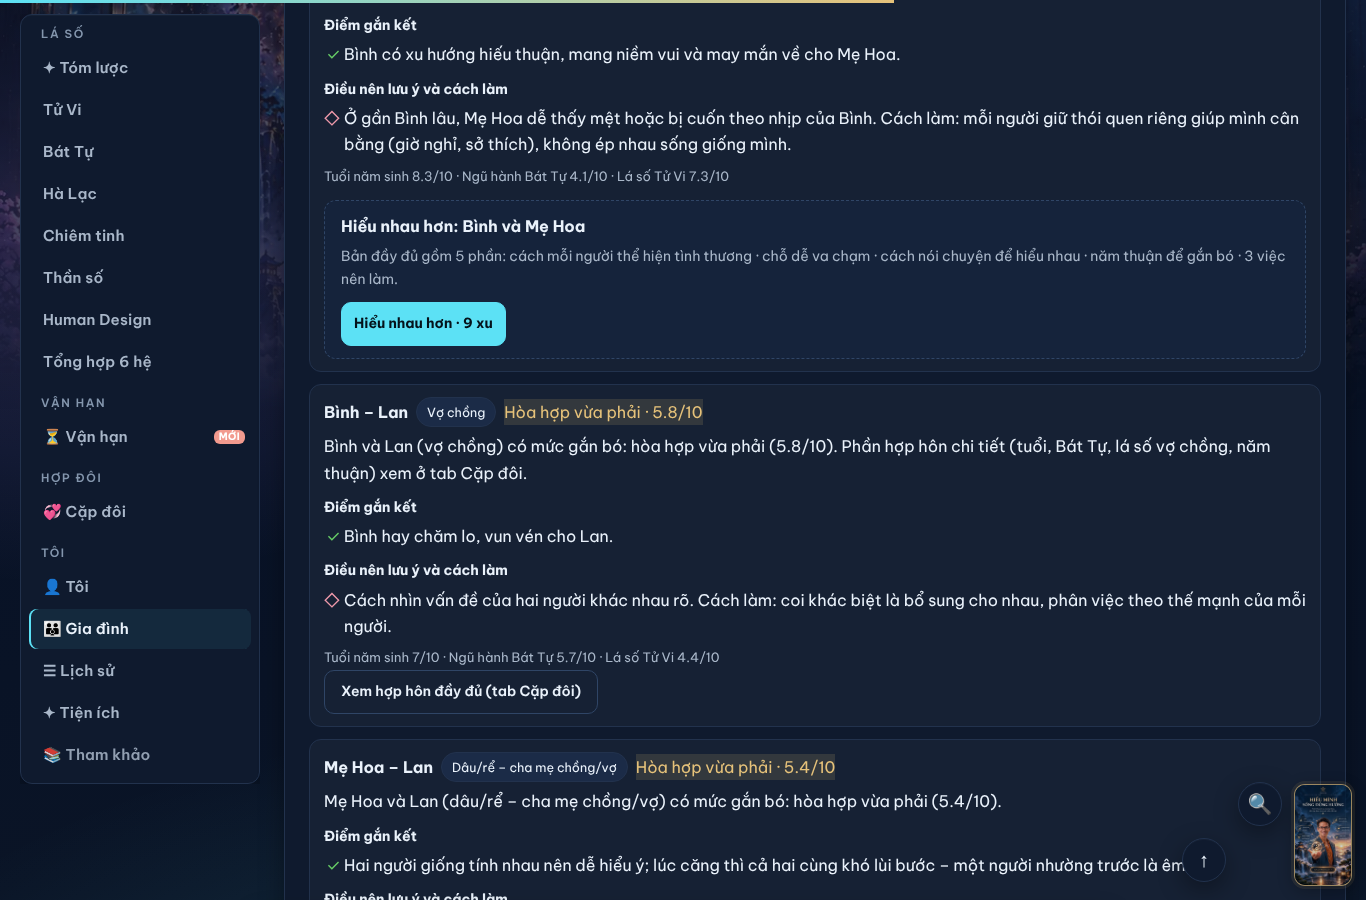 LÁ SỐ
✦ Tóm lược
Tử Vi
Bát Tự
Hà Lạc
Chiêm tinh
Thần số
Human Design
Tổng hợp 6 hệ
VẬN HẠN
⏳ Vận hạn
MỚI
HỢP ĐÔI
💞 Cặp đôi
TÔI
👤 Tôi
👪 Gia đình
☰ Lịch sử
✦ Tiện ích
📚 Tham khảo
Điểm gắn kết
✓ Bình có xu hướng hiếu thuận, mang niềm vui và may mắn về cho Mẹ Hoa.
Điều nên lưu ý và cách làm
◇ Ở gần Bình lâu, Mẹ Hoa dễ thấy mệt hoặc bị cuốn theo nhịp của Bình. Cách làm: mỗi người giữ thói quen riêng giúp mình cân
bằng (giờ nghỉ, sở thích), không ép nhau sống giống mình.
Tuổi năm sinh 8.3/10 · Ngũ hành Bát Tự 4.1/10 · Lá số Tử Vi 7.3/10
Hiểu nhau hơn: Bình và Mẹ Hoa
Bản đầy đủ gồm 5 phần: cách mỗi người thể hiện tình thương · chỗ dễ va chạm · cách nói chuyện để hiểu nhau · năm thuận để gắn bó · 3 việc
nên làm.
Hiểu nhau hơn · 9 xu
Bình – Lan
Vợ chồng
Hòa hợp vừa phải · 5.8/10
Bình và Lan (vợ chồng) có mức gắn bó: hòa hợp vừa phải (5.8/10). Phần hợp hôn chi tiết (tuổi, Bát Tự, lá số vợ chồng, năm
thuận) xem ở tab Cặp đôi.
Điểm gắn kết
✓ Bình hay chăm lo, vun vén cho Lan.
Điều nên lưu ý và cách làm
◇ Cách nhìn vấn đề của hai người khác nhau rõ. Cách làm: coi khác biệt là bổ sung cho nhau, phân việc theo thế mạnh của mỗi
người.
Tuổi năm sinh 7/10 · Ngũ hành Bát Tự 5.7/10 · Lá số Tử Vi 4.4/10
Xem hợp hôn đầy đủ (tab Cặp đôi)
Mẹ Hoa – Lan
Dâu/rể – cha mẹ chồng/vợ
Hòa hợp vừa phải · 5.4/10
Mẹ Hoa và Lan (dâu/rể – cha mẹ chồng/vợ) có mức gắn bó: hòa hợp vừa phải (5.4/10).
Điểm gắn kết
✓ Hai người giống tính nhau nên dễ hiểu ý; lúc căng thì cả hai cùng khó lùi bước – một người nhường trước là êm
Điều nên lưu ý và cách làm